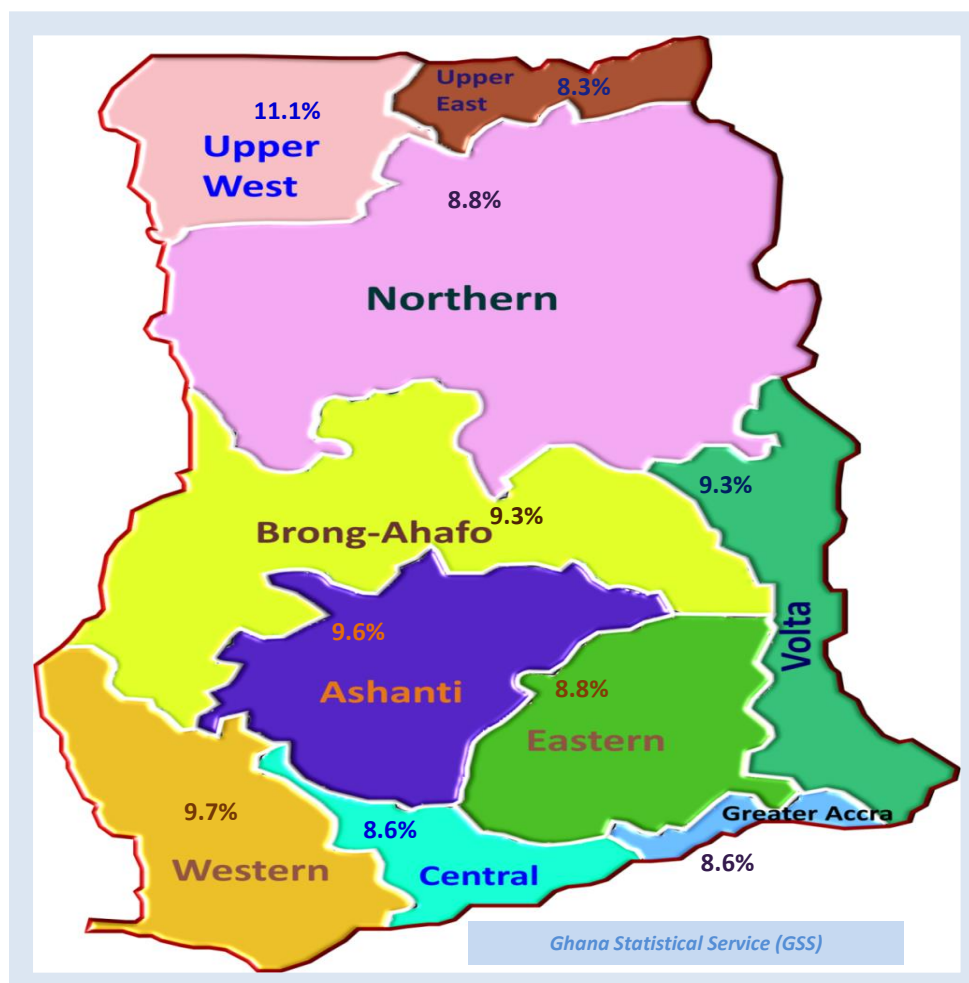 Upper
East
8.3%
11.1%
Upper
West
8.8%
Northern
9.3%
9.3%
Brong-Ahafo
Volta
9.6%
Ashanti
8.8%
Eastern
9.7%
Western
8.6%
Central
Greater Accra
8.6%
Ghana Statistical Service (GSS)